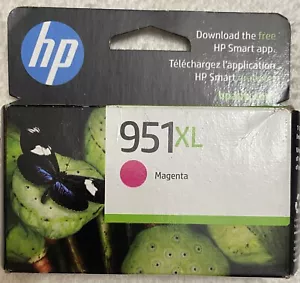 hp
Download the free*
HP Smart app.
Téléchargez l'application
HP Smart
951XL
Magenta